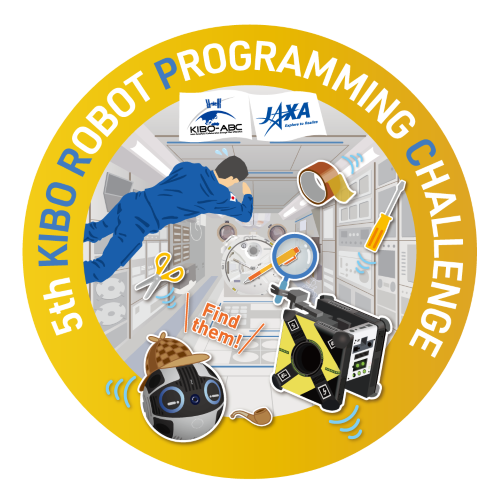 5th KIBO ROBOT PROGRAMMING CHALLENGE
KIBO-ABC
JAXA
Explore to Realize
Find
them!